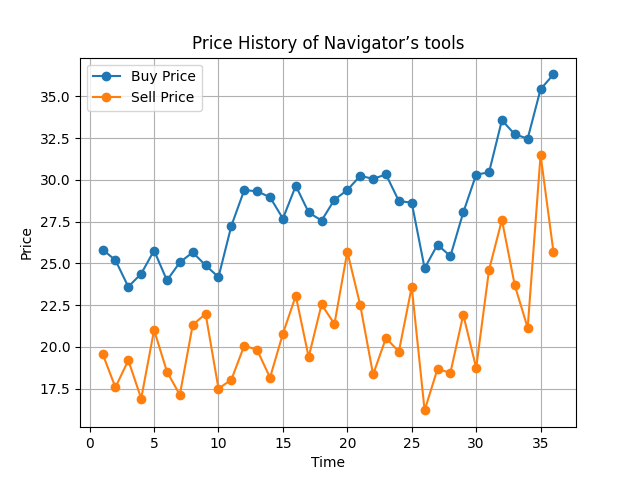 Price History of Navigator’s tools
Buy Price
Sell Price
Price
35.0
32.5
30.0
27.5
25.0
22.5
20.0
17.5
0 5 10 15 20 25 30 35
Time